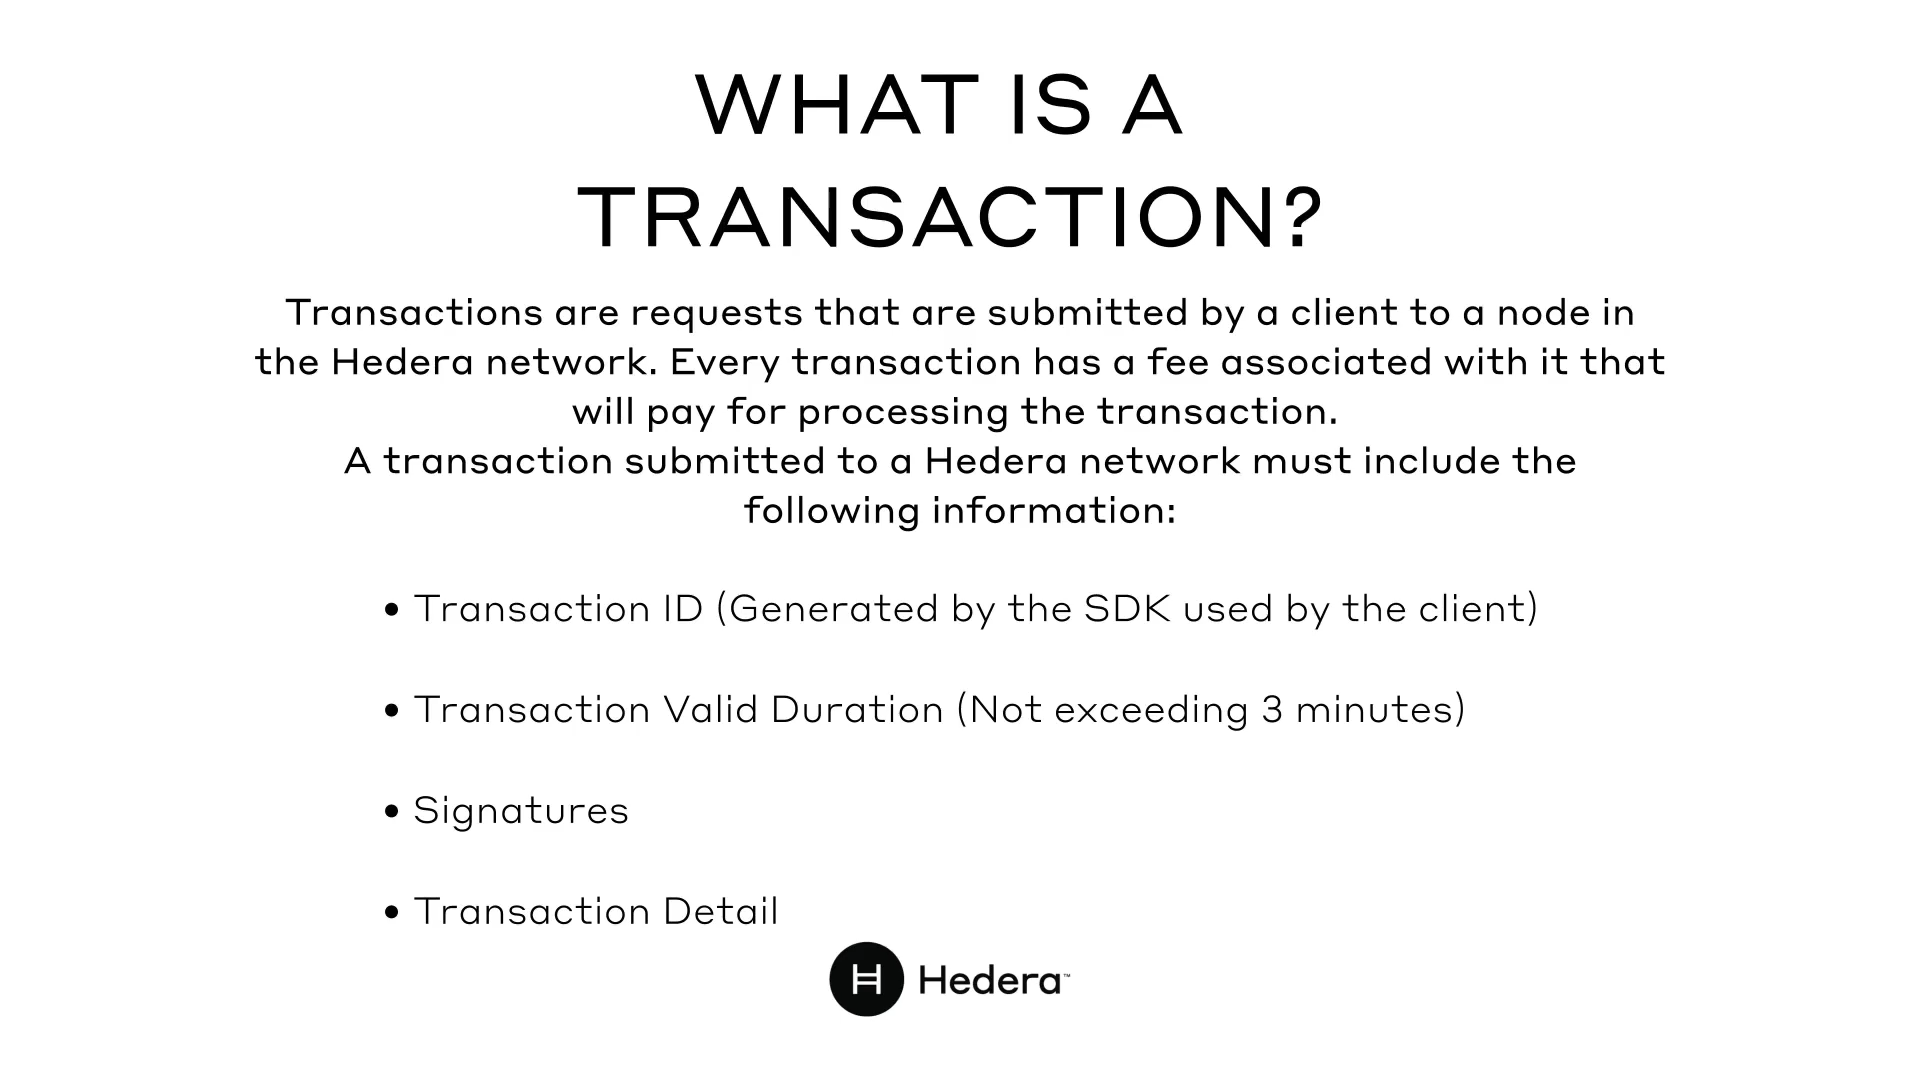 WHAT IS A
TRANSACTION?
Transactions are requests that are submitted by a client to a node in
the Hedera network. Every transaction has a fee associated with it that
will pay for processing the transaction.
A transaction submitted to a Hedera network must include the
following information:
• Transaction ID (Generated by the SDK used by the client)
• Transaction Valid Duration (Not exceeding 3 minutes)
• Signatures
• Transaction Detail
H Hedera™